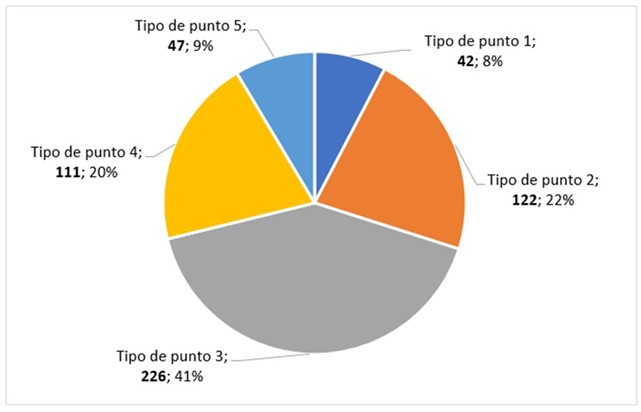 Tipo de punto 5;
47; 9%
Tipo de punto 1;
42; 8%
Tipo de punto 4;
111; 20%
Tipo de punto 2;
122; 22%
Tipo de punto 3;
226; 41%